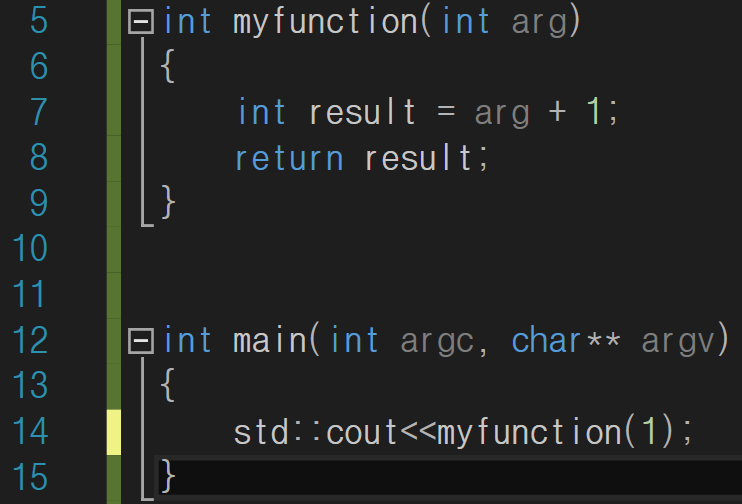 5 int myfunction(int arg)
6 {
7 int result = arg + 1;
8 return result;
9 }
10
11
12 int main(int argc, char** argv)
13 {
14 std::cout<<myfunction(1);
15 }